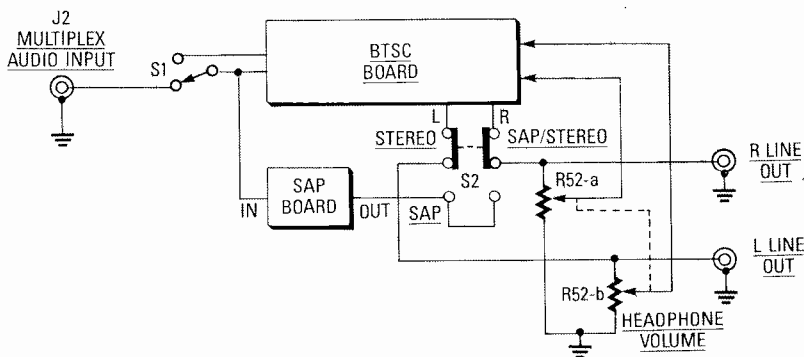 J2
MULTIPLEX
AUDIO INPUT
S1
BTSC
BOARD
L
R
STEREO
SAP/STEREO
S2
R LINE
OUT
R52-a
SAP
BOARD
IN
OUT
SAP
L LINE
OUT
R52-b
HEADPHONE
VOLUME